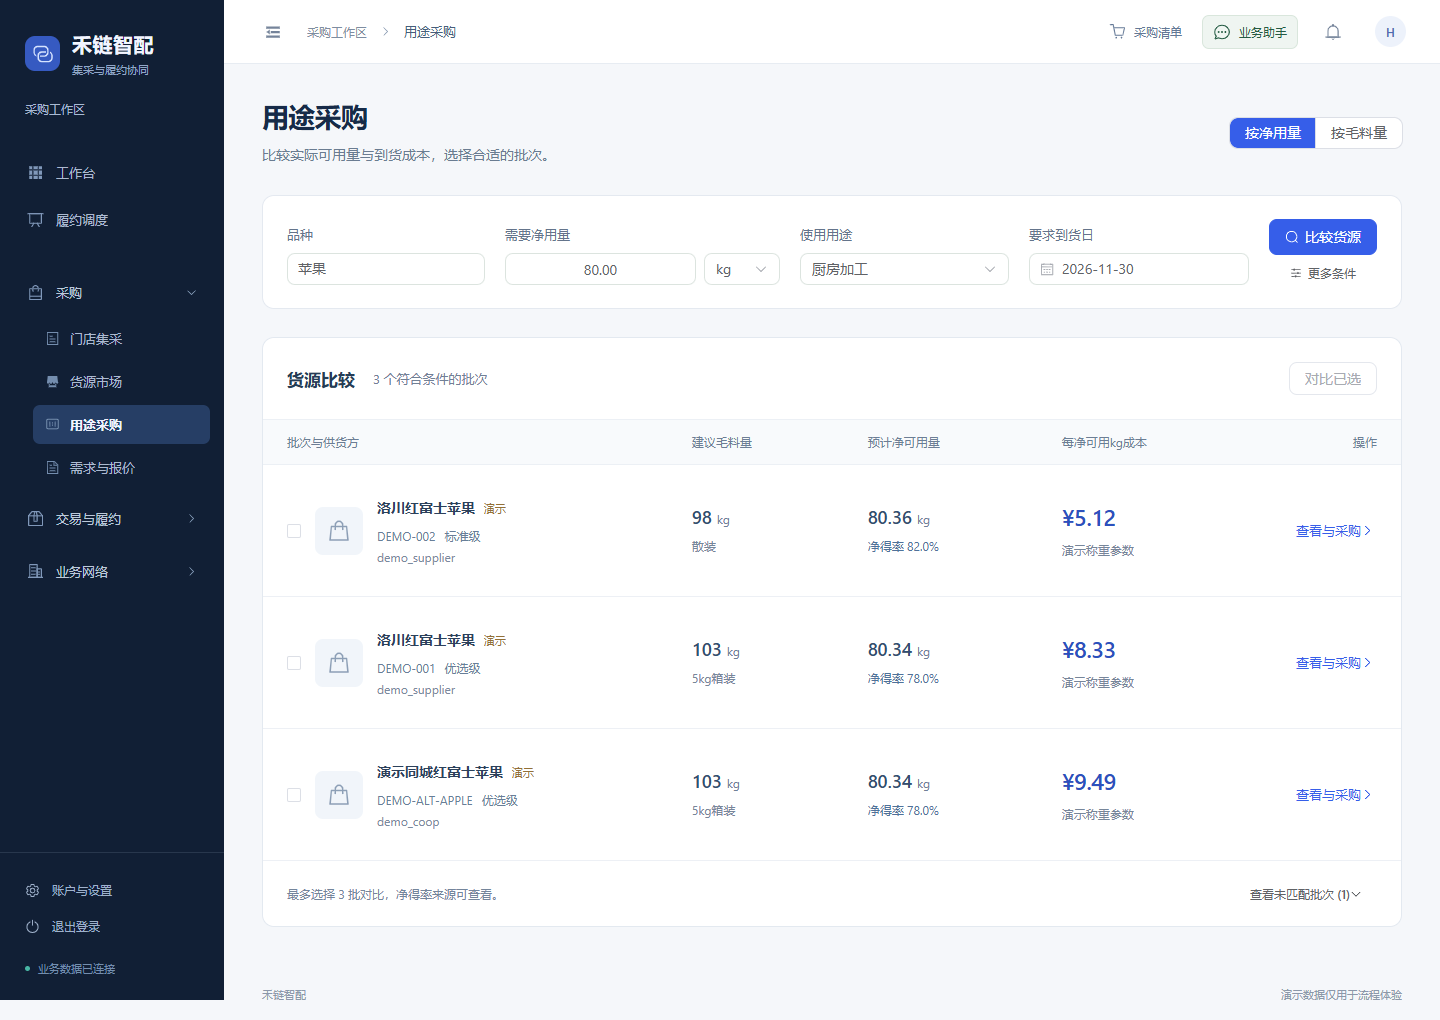 禾链智配
集采与履约协同
采购工作区
工作台
履约调度
采购
门店集采
货源市场
用途采购
需求与报价
交易与履约
业务网络
账户与设置
退出登录
业务数据已连接
采购工作区 用途采购
采购清单 业务助手 H
用途采购
比较实际可用量与到货成本，选择合适的批次。
按净用量 按毛料量
品种 需要净用量 使用用途 要求到货日
苹果 80.00 kg 厨房加工 2026-11-30
比较货源
更多条件
货源比较 3 个符合条件的批次 对比已选
批次与供货方 建议毛料量 预计净可用量 每净可用kg成本 操作
洛川红富士苹果 演示
DEMO-002 标准级
demo_supplier
98 kg
散装
80.36 kg
净得率 82.0%
¥5.12
演示称重参数
查看与采购
洛川红富士苹果 演示
DEMO-001 优选级
demo_supplier
103 kg
5kg箱装
80.34 kg
净得率 78.0%
¥8.33
演示称重参数
查看与采购
演示同城红富士苹果 演示
DEMO-ALT-APPLE 优选级
demo_coop
103 kg
5kg箱装
80.34 kg
净得率 78.0%
¥9.49
演示称重参数
查看与采购
最多选择 3 批对比，净得率来源可查看。
查看未匹配批次 (1)
禾链智配
演示数据仅用于流程体验